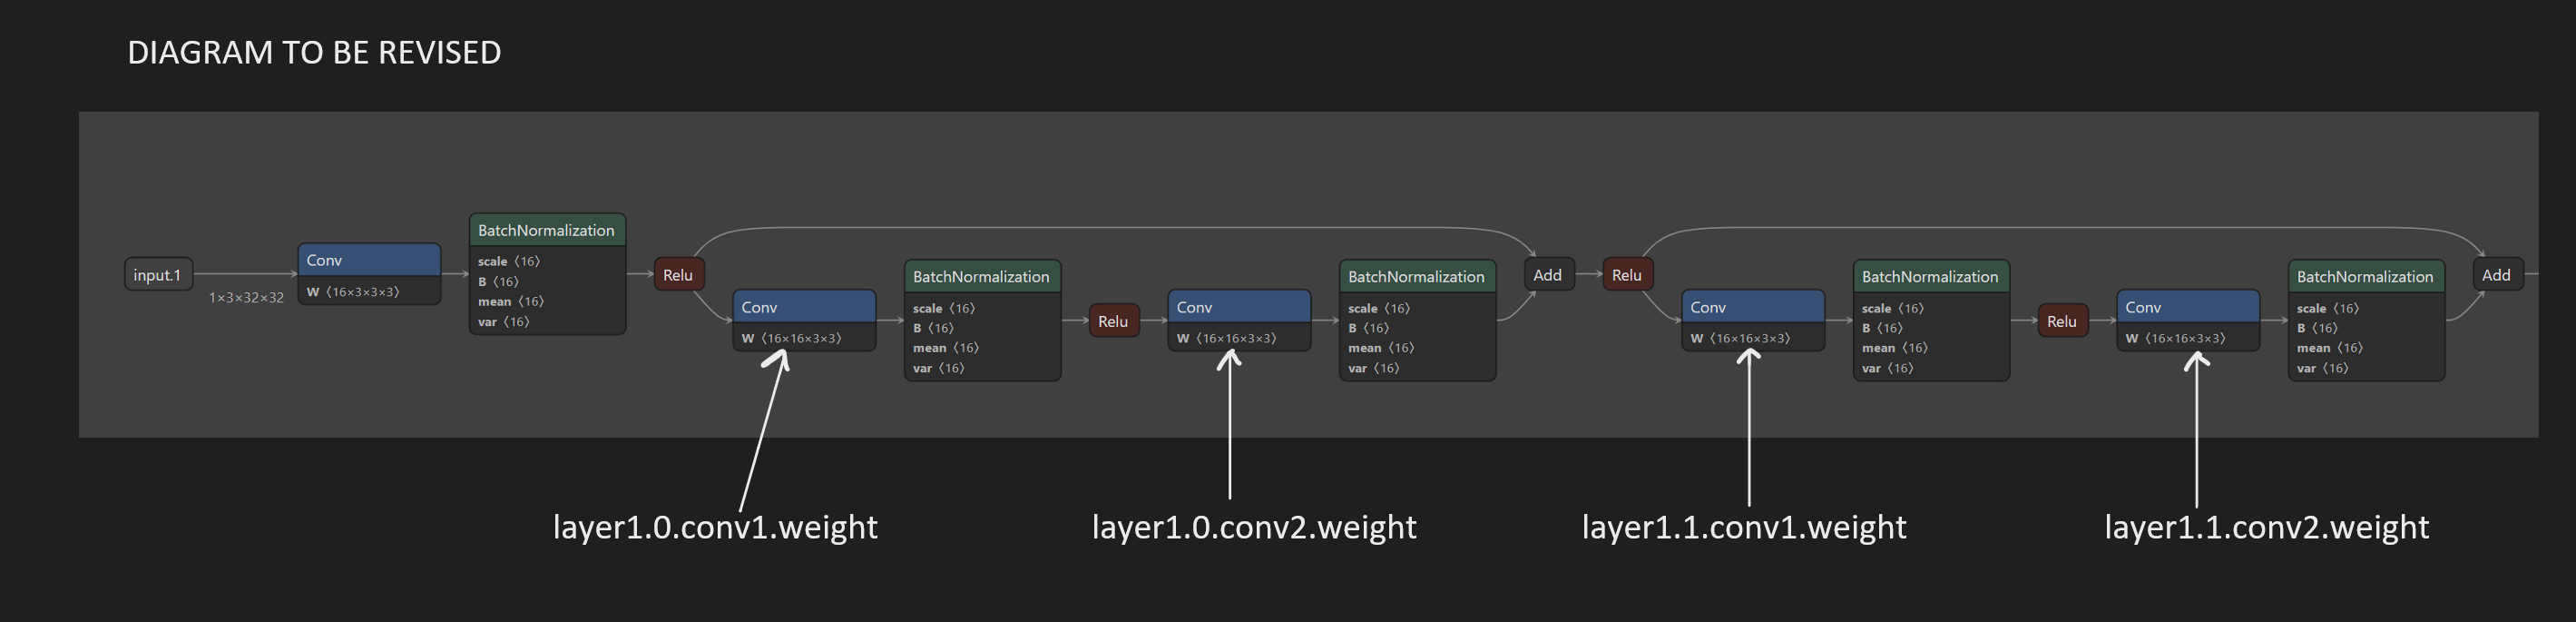 DIAGRAM TO BE REVISED
input.1
1×3×32×32
Conv
W ⟨16×3×3×3⟩
BatchNormalization
scale ⟨16⟩
B ⟨16⟩
mean ⟨16⟩
var ⟨16⟩
Relu
Conv
W ⟨16×16×3×3⟩
BatchNormalization
scale ⟨16⟩
B ⟨16⟩
mean ⟨16⟩
var ⟨16⟩
Relu
Conv
W ⟨16×16×3×3⟩
BatchNormalization
scale ⟨16⟩
B ⟨16⟩
mean ⟨16⟩
var ⟨16⟩
Add
Relu
Conv
W ⟨16×16×3×3⟩
BatchNormalization
scale ⟨16⟩
B ⟨16⟩
mean ⟨16⟩
var ⟨16⟩
Relu
Conv
W ⟨16×16×3×3⟩
BatchNormalization
scale ⟨16⟩
B ⟨16⟩
mean ⟨16⟩
var ⟨16⟩
Add
layer1.0.conv1.weight
layer1.0.conv2.weight
layer1.1.conv1.weight
layer1.1.conv2.weight